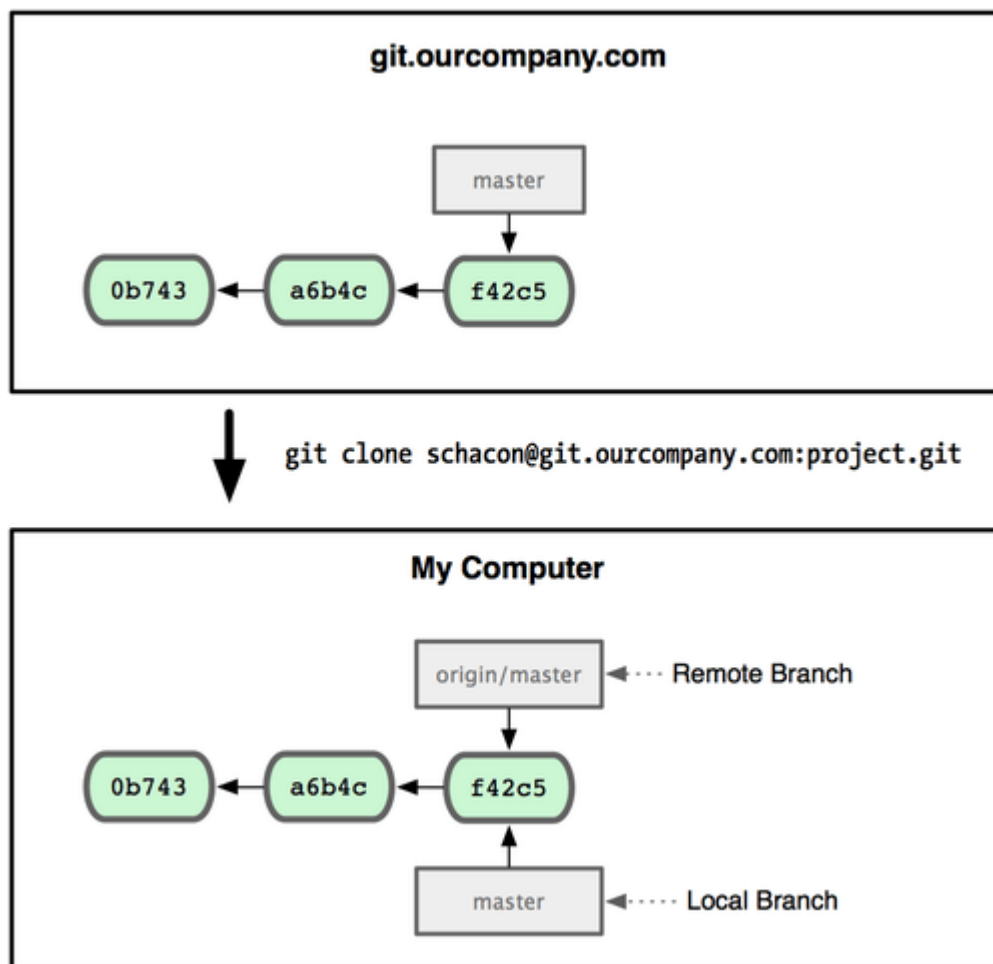 git.ourcompany.com
master
0b743
a6b4c
f42c5
git clone schacon@git.ourcompany.com:project.git
My Computer
origin/master
Remote Branch
0b743
a6b4c
f42c5
master
Local Branch